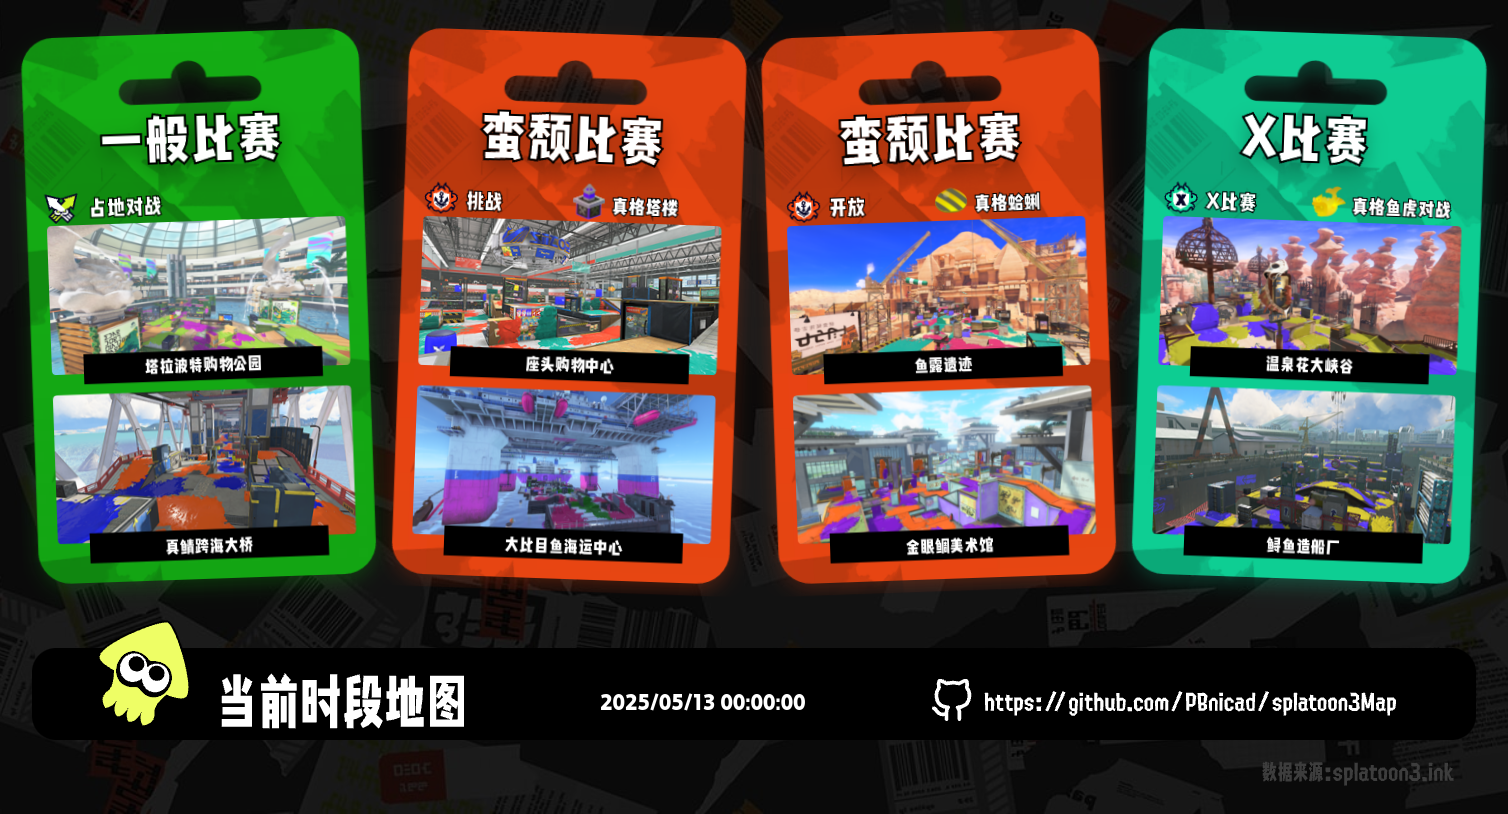 一般比赛
占地对战
塔拉波特购物公园
真鲭跨海大桥
蛮颓比赛
挑战
真格塔楼
座头购物中心
大比目鱼海运中心
蛮颓比赛
开放
真格蛤蜊
鱼露遗迹
金眼鲷美术馆
X比赛
X比赛
真格鱼虎对战
温泉花大峡谷
鲟鱼造船厂
当前时段地图
2025/05/13 00:00:00
https://github.com/PBnicad/splatoon3Map
数据来源:splatoon3.ink